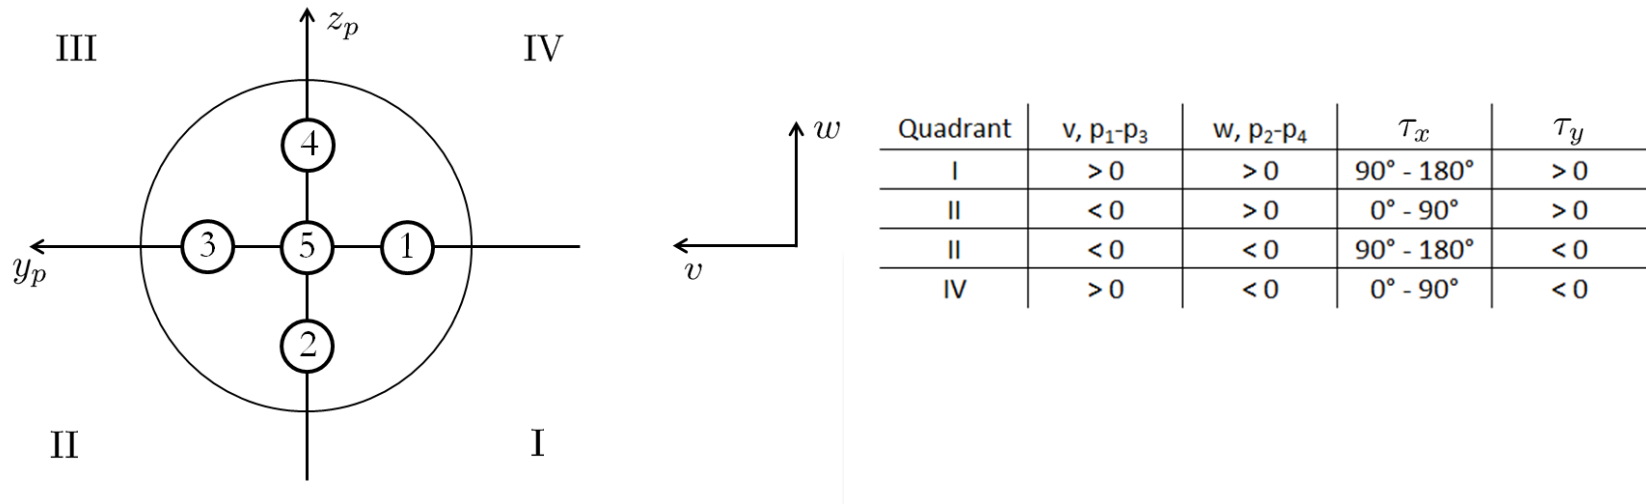 z_p
III
IV
4
w
3
5
1
y_p
v
2
II
I
Quadrant v, p₁-p₃ w, p₂-p₄ τ_x τ_y
I > 0 > 0 90° - 180° > 0
II < 0 > 0 0° - 90° > 0
II < 0 < 0 90° - 180° < 0
IV > 0 < 0 0° - 90° < 0